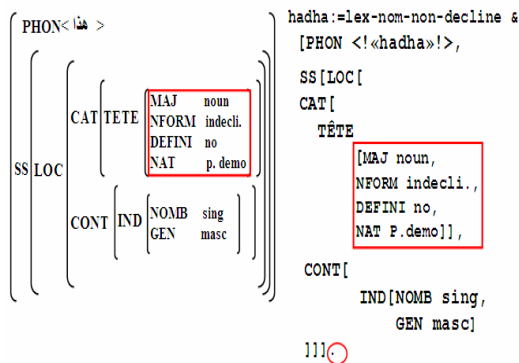 PHON< هذا >
SS LOC
CAT TETE
MAJ noun
NFORM indecli.
DEFINI no
NAT p. demo
CONT IND
NOMB sing
GEN masc
hadha:=lex-nom-non-decline &
[PHON <!«hadha»!>,
SS[LOC[
CAT[
TÊTE
[MAJ noun,
NFORM indecli.,
DEFINI no,
NAT P.demo]],
CONT[
IND[NOMB sing,
GEN masc]
]]].